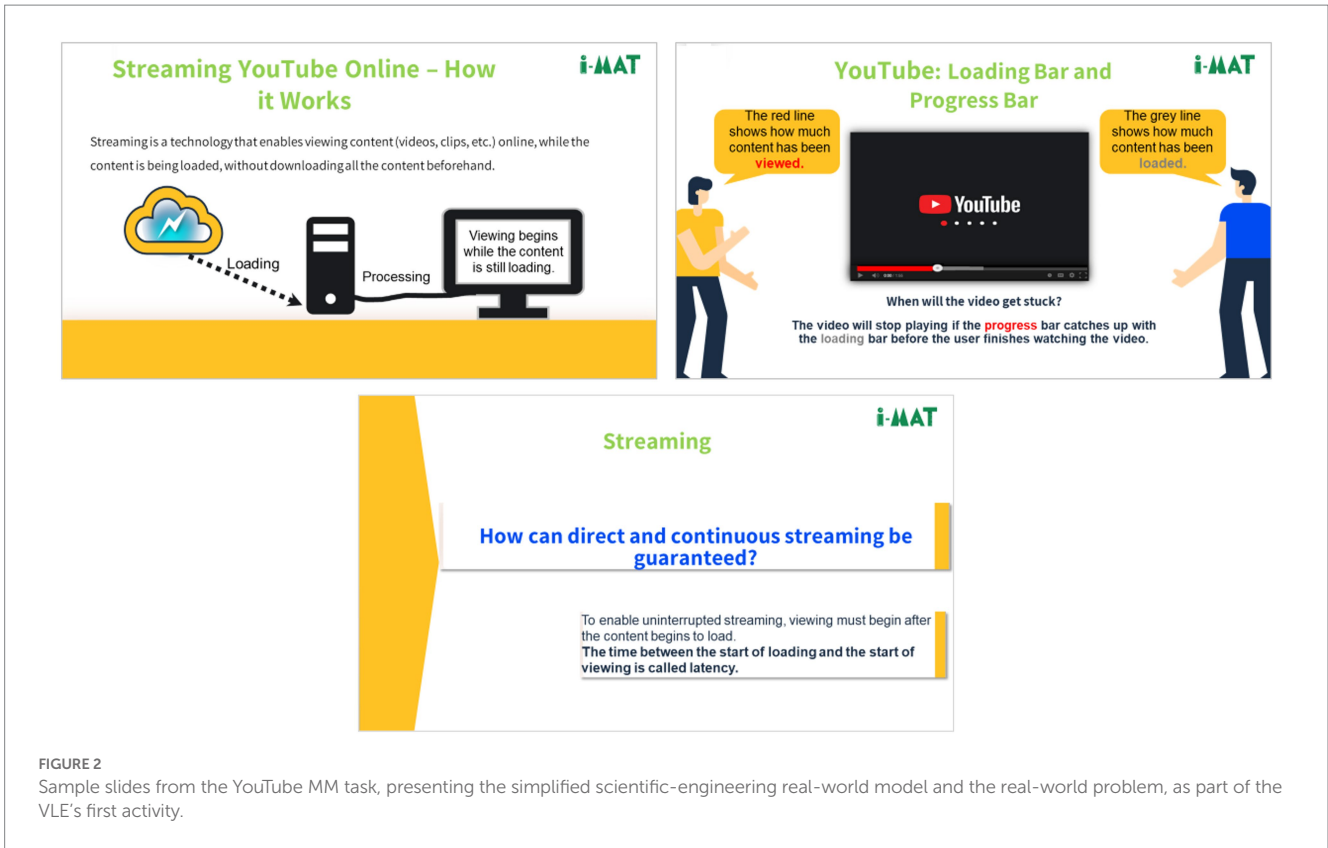 Streaming YouTube Online – How
it Works
i-MAT
Streaming is a technology that enables viewing content (videos, clips, etc.) online, while the
content is being loaded, without downloading all the content beforehand.
Loading
Processing
Viewing begins
while the content
is still loading.
YouTube: Loading Bar and
Progress Bar
i-MAT
The red line
shows how much
content has been
viewed.
The grey line
shows how much
content has been
loaded.
YouTube
When will the video get stuck?
The video will stop playing if the progress bar catches up with
the loading bar before the user finishes watching the video.
i-MAT
Streaming
How can direct and continuous streaming be
guaranteed?
To enable uninterrupted streaming, viewing must begin after
the content begins to load.
The time between the start of loading and the start of
viewing is called latency.
FIGURE 2
Sample slides from the YouTube MM task, presenting the simplified scientific-engineering real-world model and the real-world problem, as part of the
VLE's first activity.